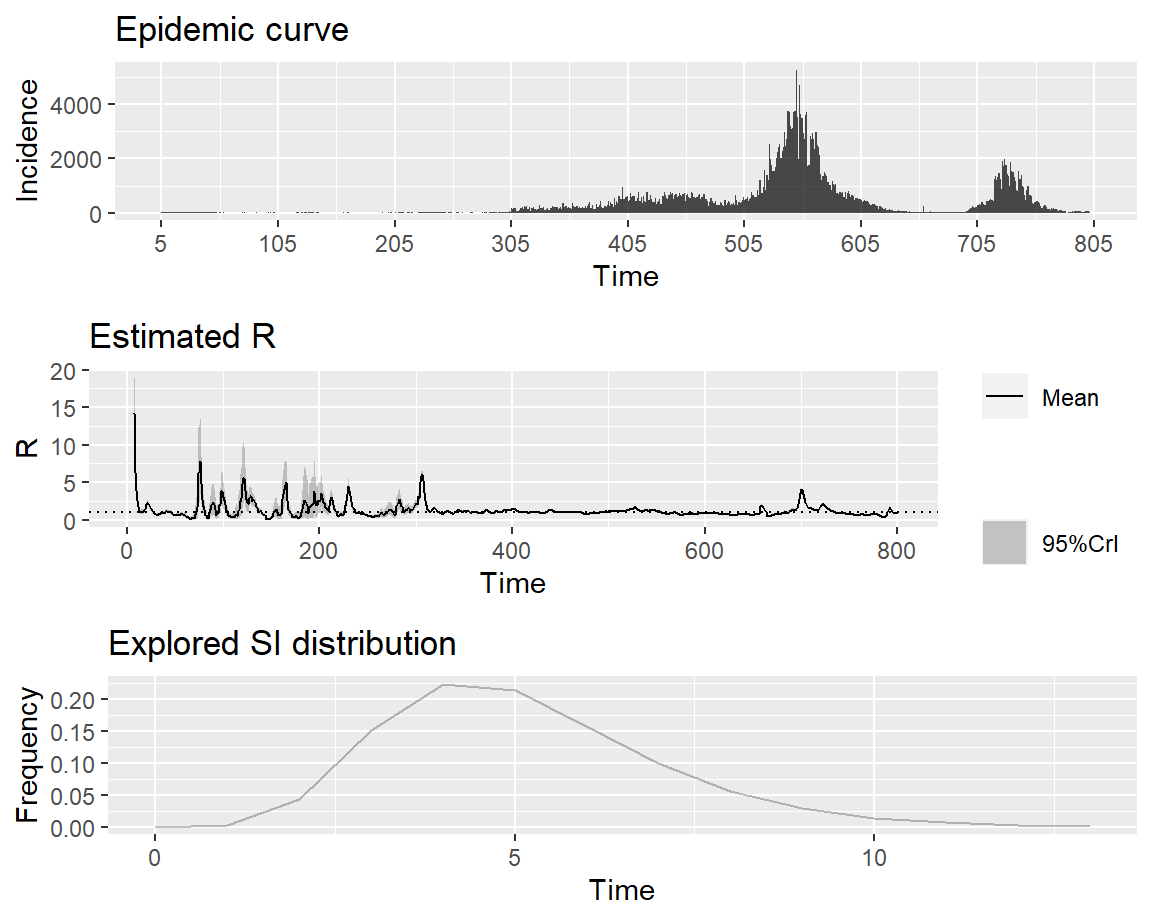 Epidemic curve
Incidence
4000
2000
0
5 105 205 305 405 505 605 705 805
Time
Estimated R
R
20
15
10
5
0
0 200 400 600 800
Time
Mean
95%CrI
Explored SI distribution
Frequency
0.20
0.15
0.10
0.05
0.00
0 5 10
Time